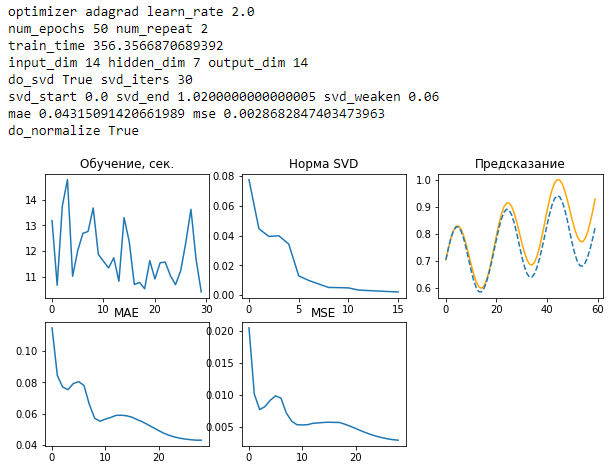 optimizer adagrad learn_rate 2.0
num_epochs 50 num_repeat 2
train_time 356.3566870689392
input_dim 14 hidden_dim 7 output_dim 14
do_svd True svd_iters 30
svd_start 0.0 svd_end 1.0200000000000005 svd_weaken 0.06
mae 0.04315091420661989 mse 0.0028682847403473963
do_normalize True
Обучение, сек.
14
13
12
11
0 10 20 30
Норма SVD
0.08
0.06
0.04
0.02
0.00
0 5 10 15
Предсказание
1.0
0.9
0.8
0.7
0.6
0 20 40 60
MAE
0.10
0.08
0.06
0.04
0 10 20
MSE
0.020
0.015
0.010
0.005
0 10 20